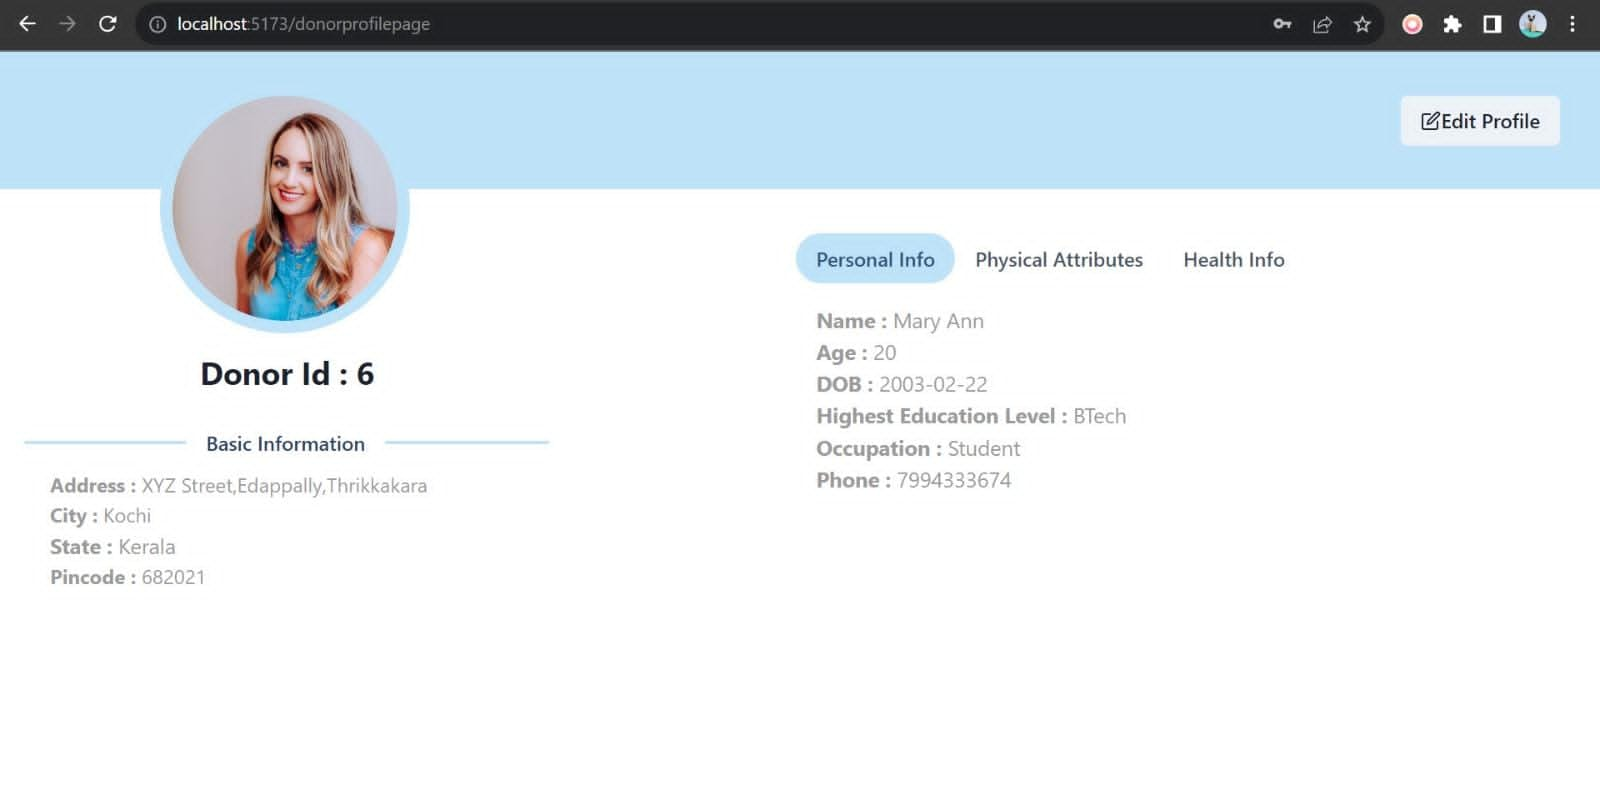 localhost:5173/donorprofilepage
Edit Profile
Donor Id : 6
Basic Information
Address : XYZ Street,Edappally,Thrikkakara
City : Kochi
State : Kerala
Pincode : 682021
Personal Info Physical Attributes Health Info
Name : Mary Ann
Age : 20
DOB : 2003-02-22
Highest Education Level : BTech
Occupation : Student
Phone : 7994333674